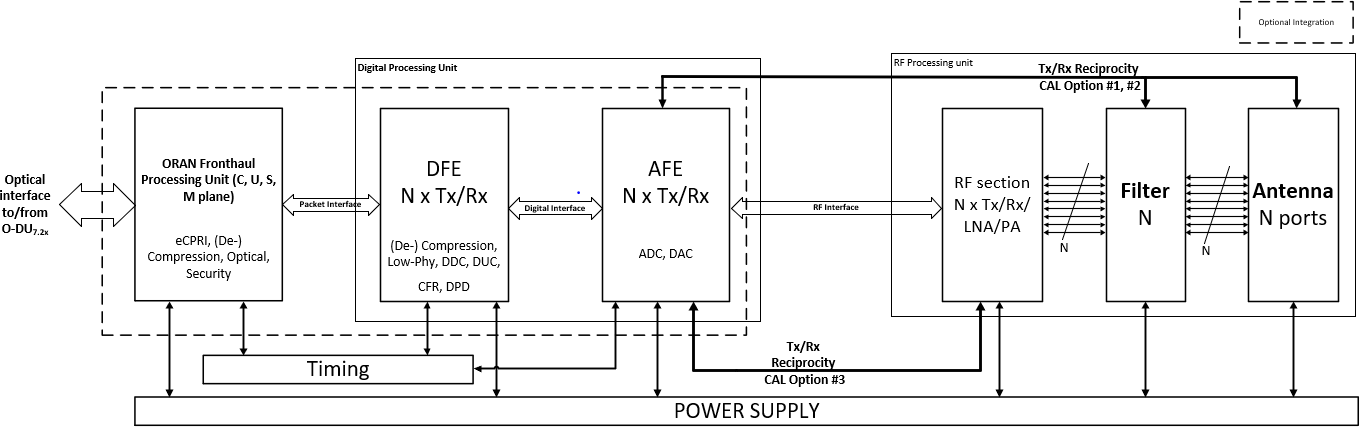 Optional Integration
Digital Processing Unit
RF Processing unit
Tx/Rx Reciprocity
CAL Option #1, #2
Optical
interface
to/from
O-DU7.2x
ORAN Fronthaul
Processing Unit (C, U, S,
M plane)
eCPRI, (De-)
Compression, Optical,
Security
Packet Interface
DFE
N x Tx/Rx
(De-) Compression,
Low-Phy, DDC, DUC,
CFR, DPD
Digital Interface
AFE
N x Tx/Rx
ADC, DAC
RF Interface
RF section
N x Tx/Rx/
LNA/PA
N
Filter
N
N
Antenna
N ports
Timing
Tx/Rx
Reciprocity
CAL Option #3
POWER SUPPLY